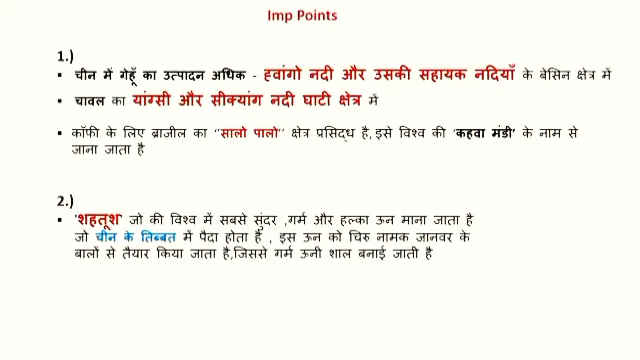 Imp Points
1.)
▪ चीन में गेहूँ का उत्पादन अधिक - ह्वांगो नदी और उसकी सहायक नदियाँ के बेसिन क्षेत्र में
▪ चावल का यांग्सी और सीक्यांग नदी घाटी क्षेत्र में
▪ कॉफी के लिए ब्राजील का ''सालो पालो'' क्षेत्र प्रसिद्ध है, इसे विश्व की 'कहवा मंडी' के नाम से
जाना जाता है
2.)
▪ 'शहतूश' जो की विश्व में सबसे सुंदर ,गर्म और हल्का ऊन माना जाता है
जो चीन के तिब्बत में पैदा होता है , इस ऊन को चिरु नामक जानवर के
बालों से तैयार किया जाता है,जिससे गर्म ऊनी शाल बनाई जाती है